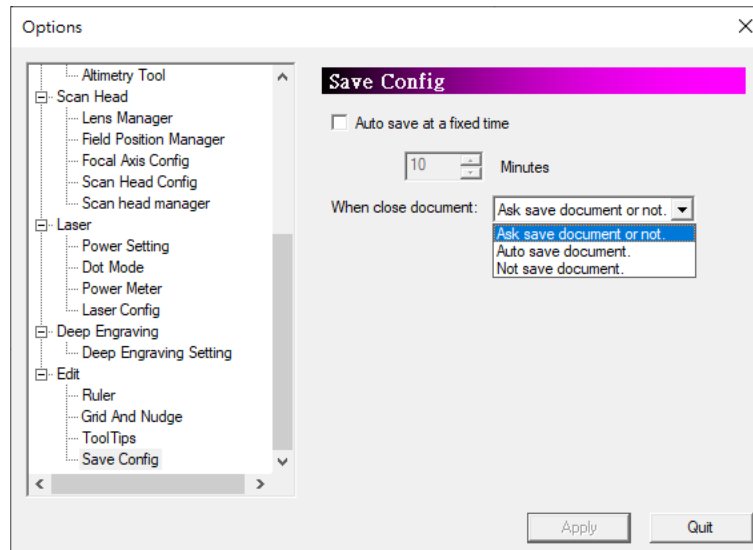 Options
Altimetry Tool
Scan Head
Lens Manager
Field Position Manager
Focal Axis Config
Scan Head Config
Scan head manager
Laser
Power Setting
Dot Mode
Power Meter
Laser Config
Deep Engraving
Deep Engraving Setting
Edit
Ruler
Grid And Nudge
ToolTips
Save Config
Save Config
Auto save at a fixed time
10 Minutes
When close document: Ask save document or not.
Ask save document or not.
Auto save document.
Not save document.
Apply Quit